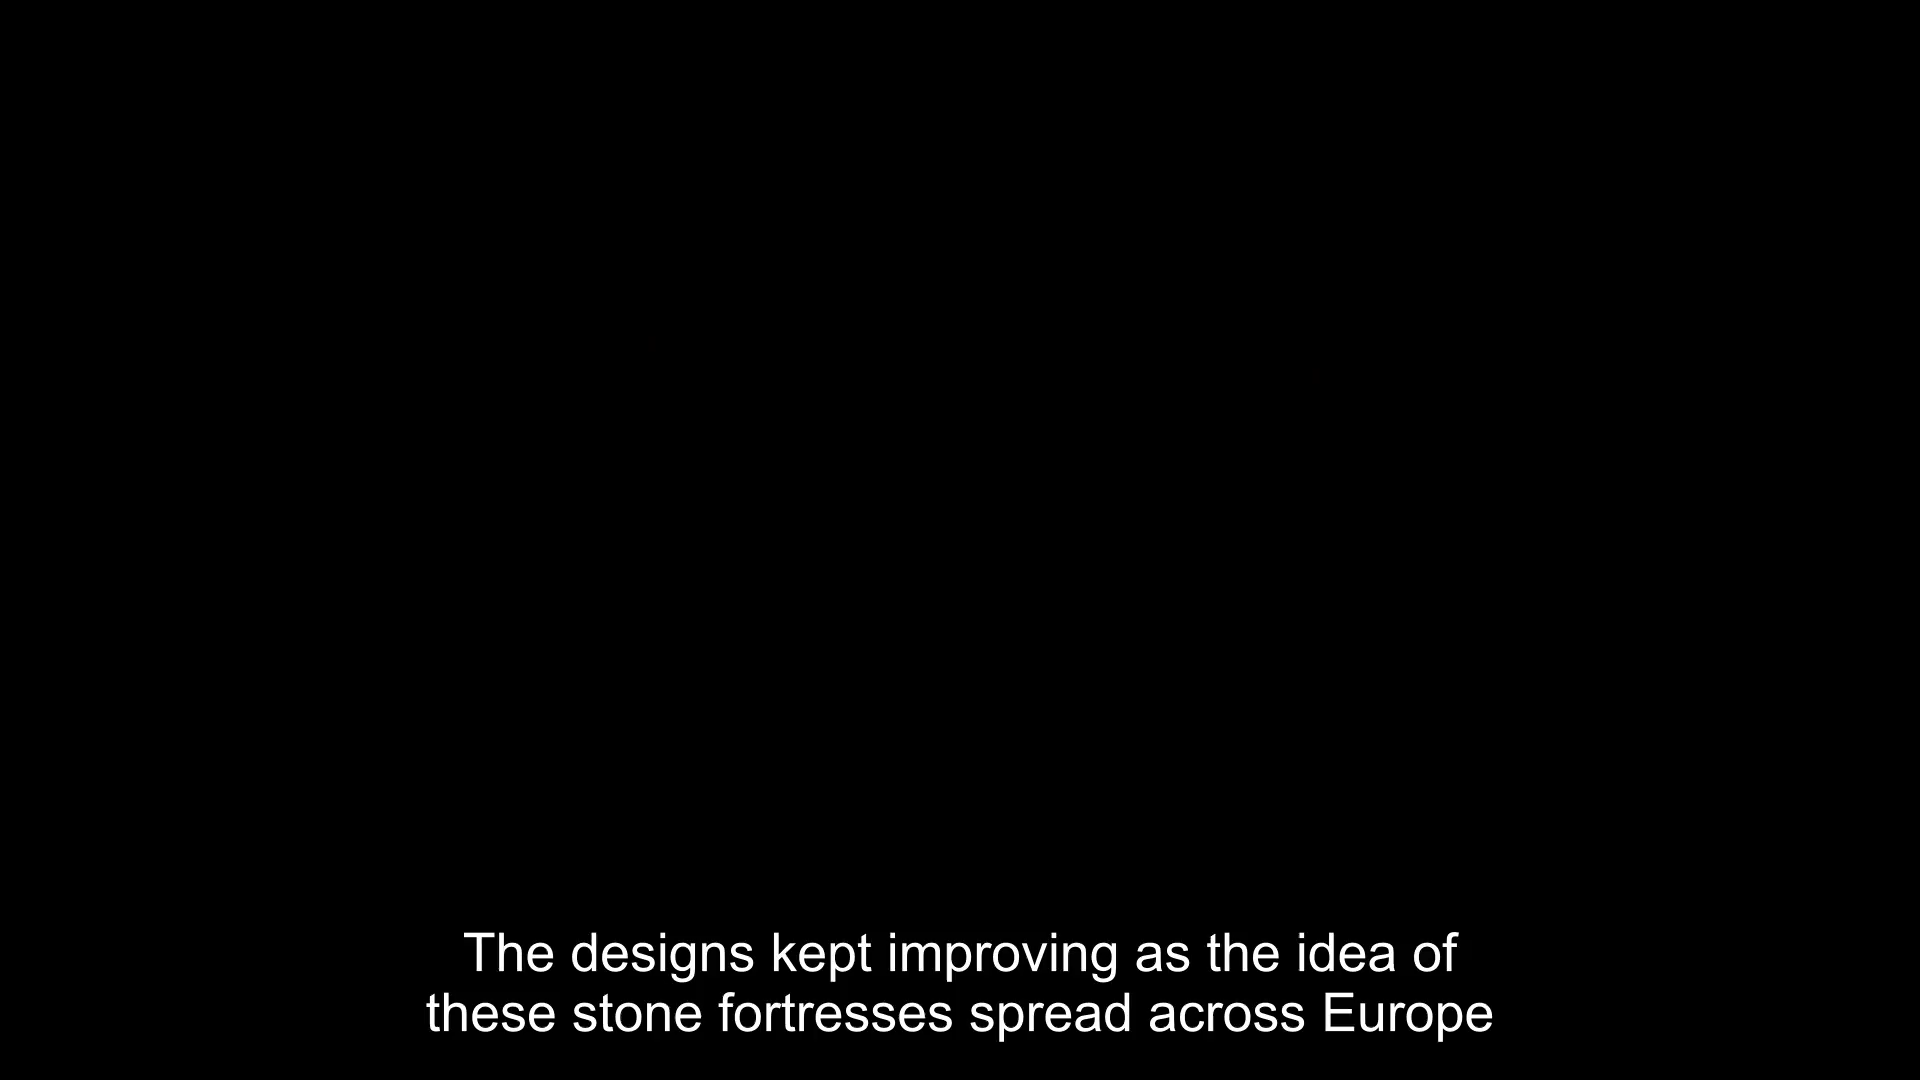 The designs kept improving as the idea of
these stone fortresses spread across Europe